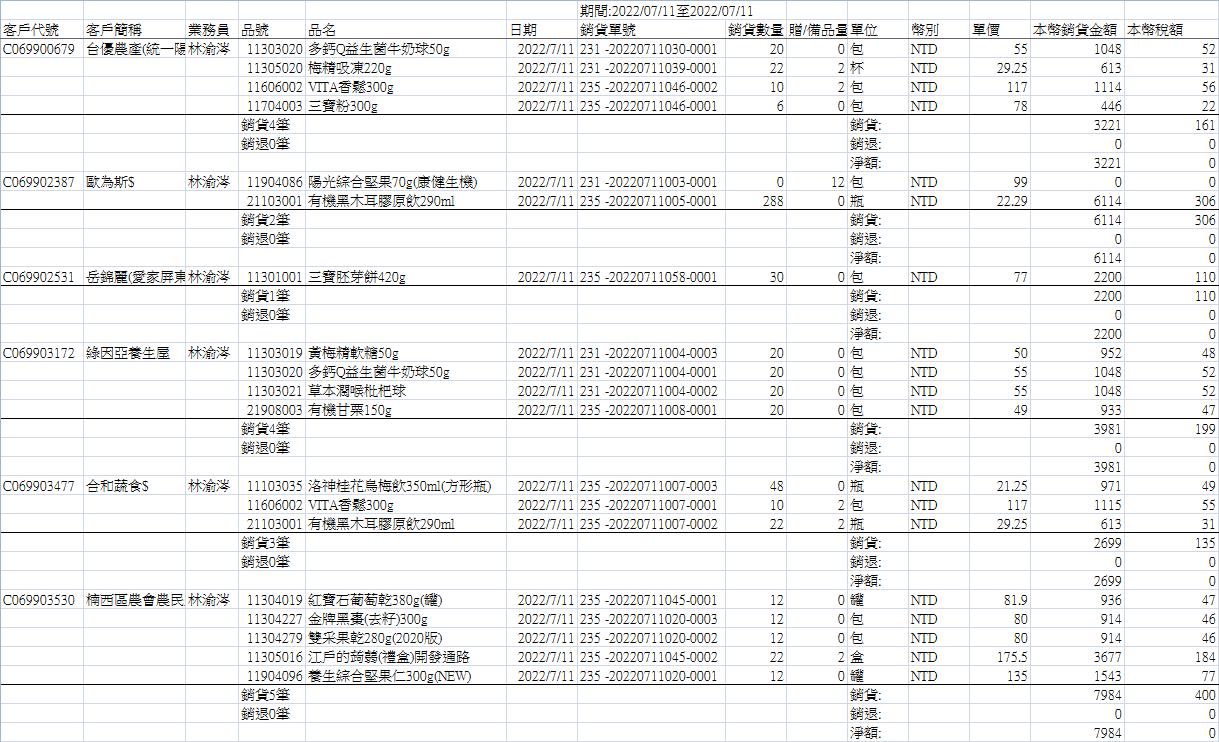 期間:2022/07/11至2022/07/11
客戶代號 客戶簡稱 業務員 品號 品名 日期 銷貨單號 銷貨數量 贈/備品量 單位 幣別 單價 本幣銷貨金額 本幣稅額
C069900679 台優農產(統一陽 林渝涔 11303020 多鈣Q益生菌牛奶球50g 2022/7/11 231 -20220711030-0001 20 0 包 NTD 55 1048 52
11305020 梅精吸凍220g 2022/7/11 231 -20220711039-0001 22 2 杯 NTD 29.25 613 31
11606002 VITA香鬆300g 2022/7/11 235 -20220711046-0002 10 2 包 NTD 117 1114 56
11704003 三寶粉300g 2022/7/11 235 -20220711046-0001 6 0 包 NTD 78 446 22
銷貨4筆 銷貨: 3221 161
銷退0筆 銷退: 0 0
淨額: 3221 0
C069902387 歐為斯$ 林渝涔 11904086 陽光綜合堅果70g(康健生機) 2022/7/11 231 -20220711003-0001 0 12 包 NTD 99 0 0
21103001 有機黑木耳膠原飲290ml 2022/7/11 235 -20220711005-0001 288 0 瓶 NTD 22.29 6114 306
銷貨2筆 銷貨: 6114 306
銷退0筆 銷退: 0 0
淨額: 6114 0
C069902531 岳錦麗(愛家屏東 林渝涔 11301001 三寶胚芽餅420g 2022/7/11 235 -20220711058-0001 30 0 包 NTD 77 2200 110
銷貨1筆 銷貨: 2200 110
銷退0筆 銷退: 0 0
淨額: 2200 0
C069903172 綠因亞養生屋 林渝涔 11303019 黃梅精軟糖50g 2022/7/11 231 -20220711004-0003 20 0 包 NTD 50 952 48
11303020 多鈣Q益生菌牛奶球50g 2022/7/11 231 -20220711004-0001 20 0 包 NTD 55 1048 52
11303021 草本潤喉枇杷球 2022/7/11 231 -20220711004-0002 20 0 包 NTD 55 1048 52
21908003 有機甘栗150g 2022/7/11 235 -20220711008-0001 20 0 包 NTD 49 933 47
銷貨4筆 銷貨: 3981 199
銷退0筆 銷退: 0 0
淨額: 3981 0
C069903477 合和蔬食$ 林渝涔 11103035 洛神桂花烏梅飲350ml(方形瓶) 2022/7/11 235 -20220711007-0003 48 0 瓶 NTD 21.25 971 49
11606002 VITA香鬆300g 2022/7/11 235 -20220711007-0001 10 2 包 NTD 117 1115 55
21103001 有機黑木耳膠原飲290ml 2022/7/11 235 -20220711007-0002 22 2 瓶 NTD 29.25 613 31
銷貨3筆 銷貨: 2699 135
銷退0筆 銷退: 0 0
淨額: 2699 0
C069903530 楠西區農會農民 林渝涔 11304019 紅寶石葡萄乾380g(罐) 2022/7/11 235 -20220711045-0001 12 0 罐 NTD 81.9 936 47
11304227 金牌黑棗(去籽)300g 2022/7/11 235 -20220711020-0003 12 0 包 NTD 80 914 46
11304279 雙采果乾280g(2020版) 2022/7/11 235 -20220711020-0002 12 0 包 NTD 80 914 46
11305016 江戶的蒟蒻(禮盒)開發通路 2022/7/11 235 -20220711045-0002 22 2 盒 NTD 175.5 3677 184
11904096 養生綜合堅果仁300g(NEW) 2022/7/11 235 -20220711020-0001 12 0 罐 NTD 135 1543 77
銷貨5筆 銷貨: 7984 400
銷退0筆 銷退: 0 0
淨額: 7984 0